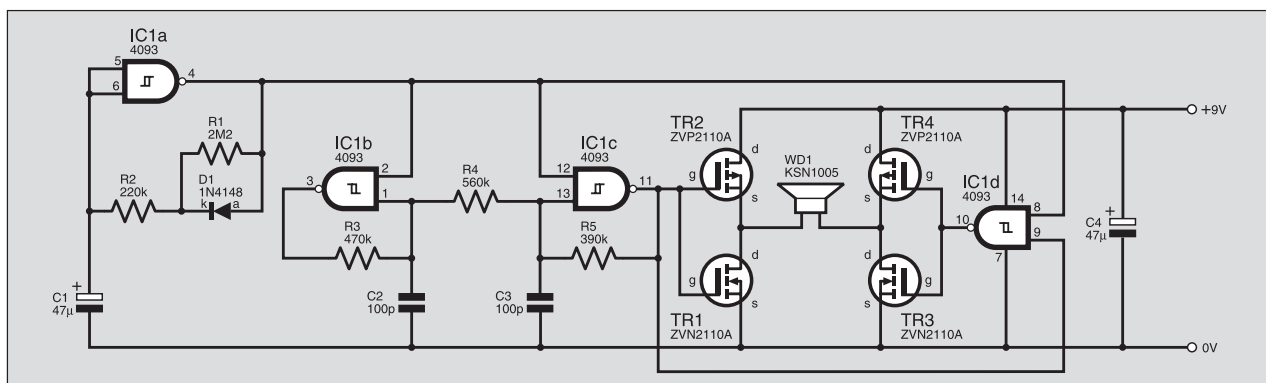 IC1a
4093
5
6
4
R1
2M2
R2
220k
D1
1N4148
k
a
+
C1
47µ
IC1b
4093
3
2
1
R3
470k
C2
100p
R4
560k
IC1c
4093
12
13
11
R5
390k
C3
100p
TR2
ZVP2110A
d
g
s
WD1
KSN1005
TR4
ZVP2110A
d
g
s
IC1d
4093
14
10
8
9
7
d
g
s
TR1
ZVN2110A
d
g
s
TR3
ZVN2110A
+
C4
47µ
+9V
0V